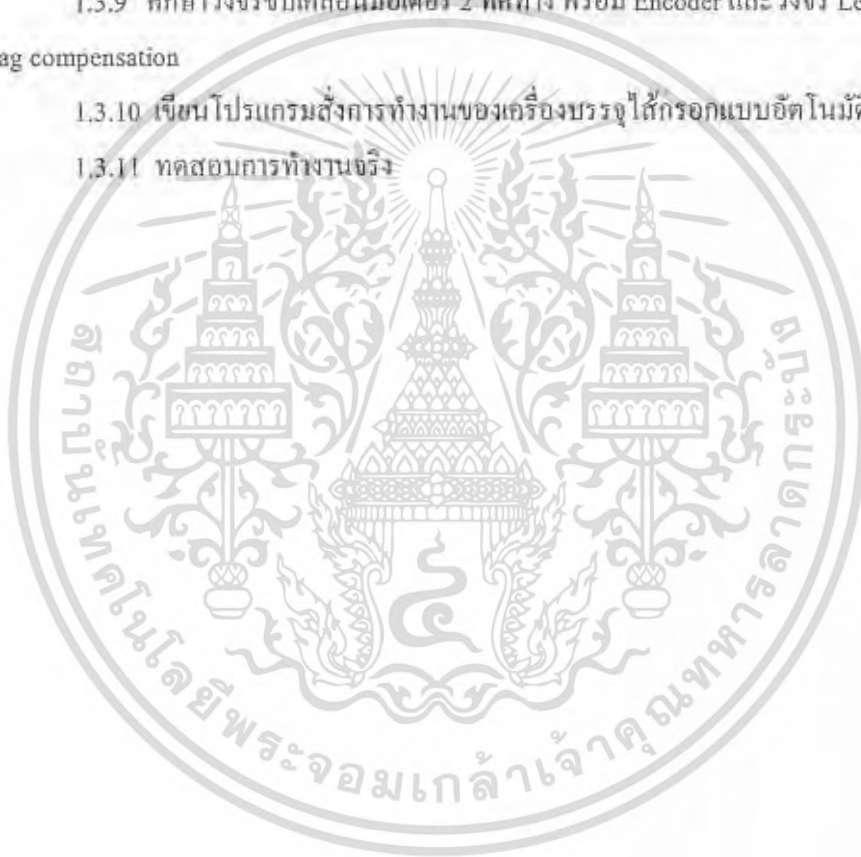 1.3.9 ศึกษาวงจรขับเคลื่อนมอเตอร์ 2 ทิศทาง พร้อม Encoder และ วงจร Le
ag compensation
1.3.10 เขียนโปรแกรมสั่งการทำงานของเครื่องบรรจุไส้กรอกแบบอัตโนมัติ
1.3.11 ทดสอบการทำงานจริง
สถาบันเทคโนโลยีพระจอมเกล้าเจ้าคุณทหารลาดกระบัง